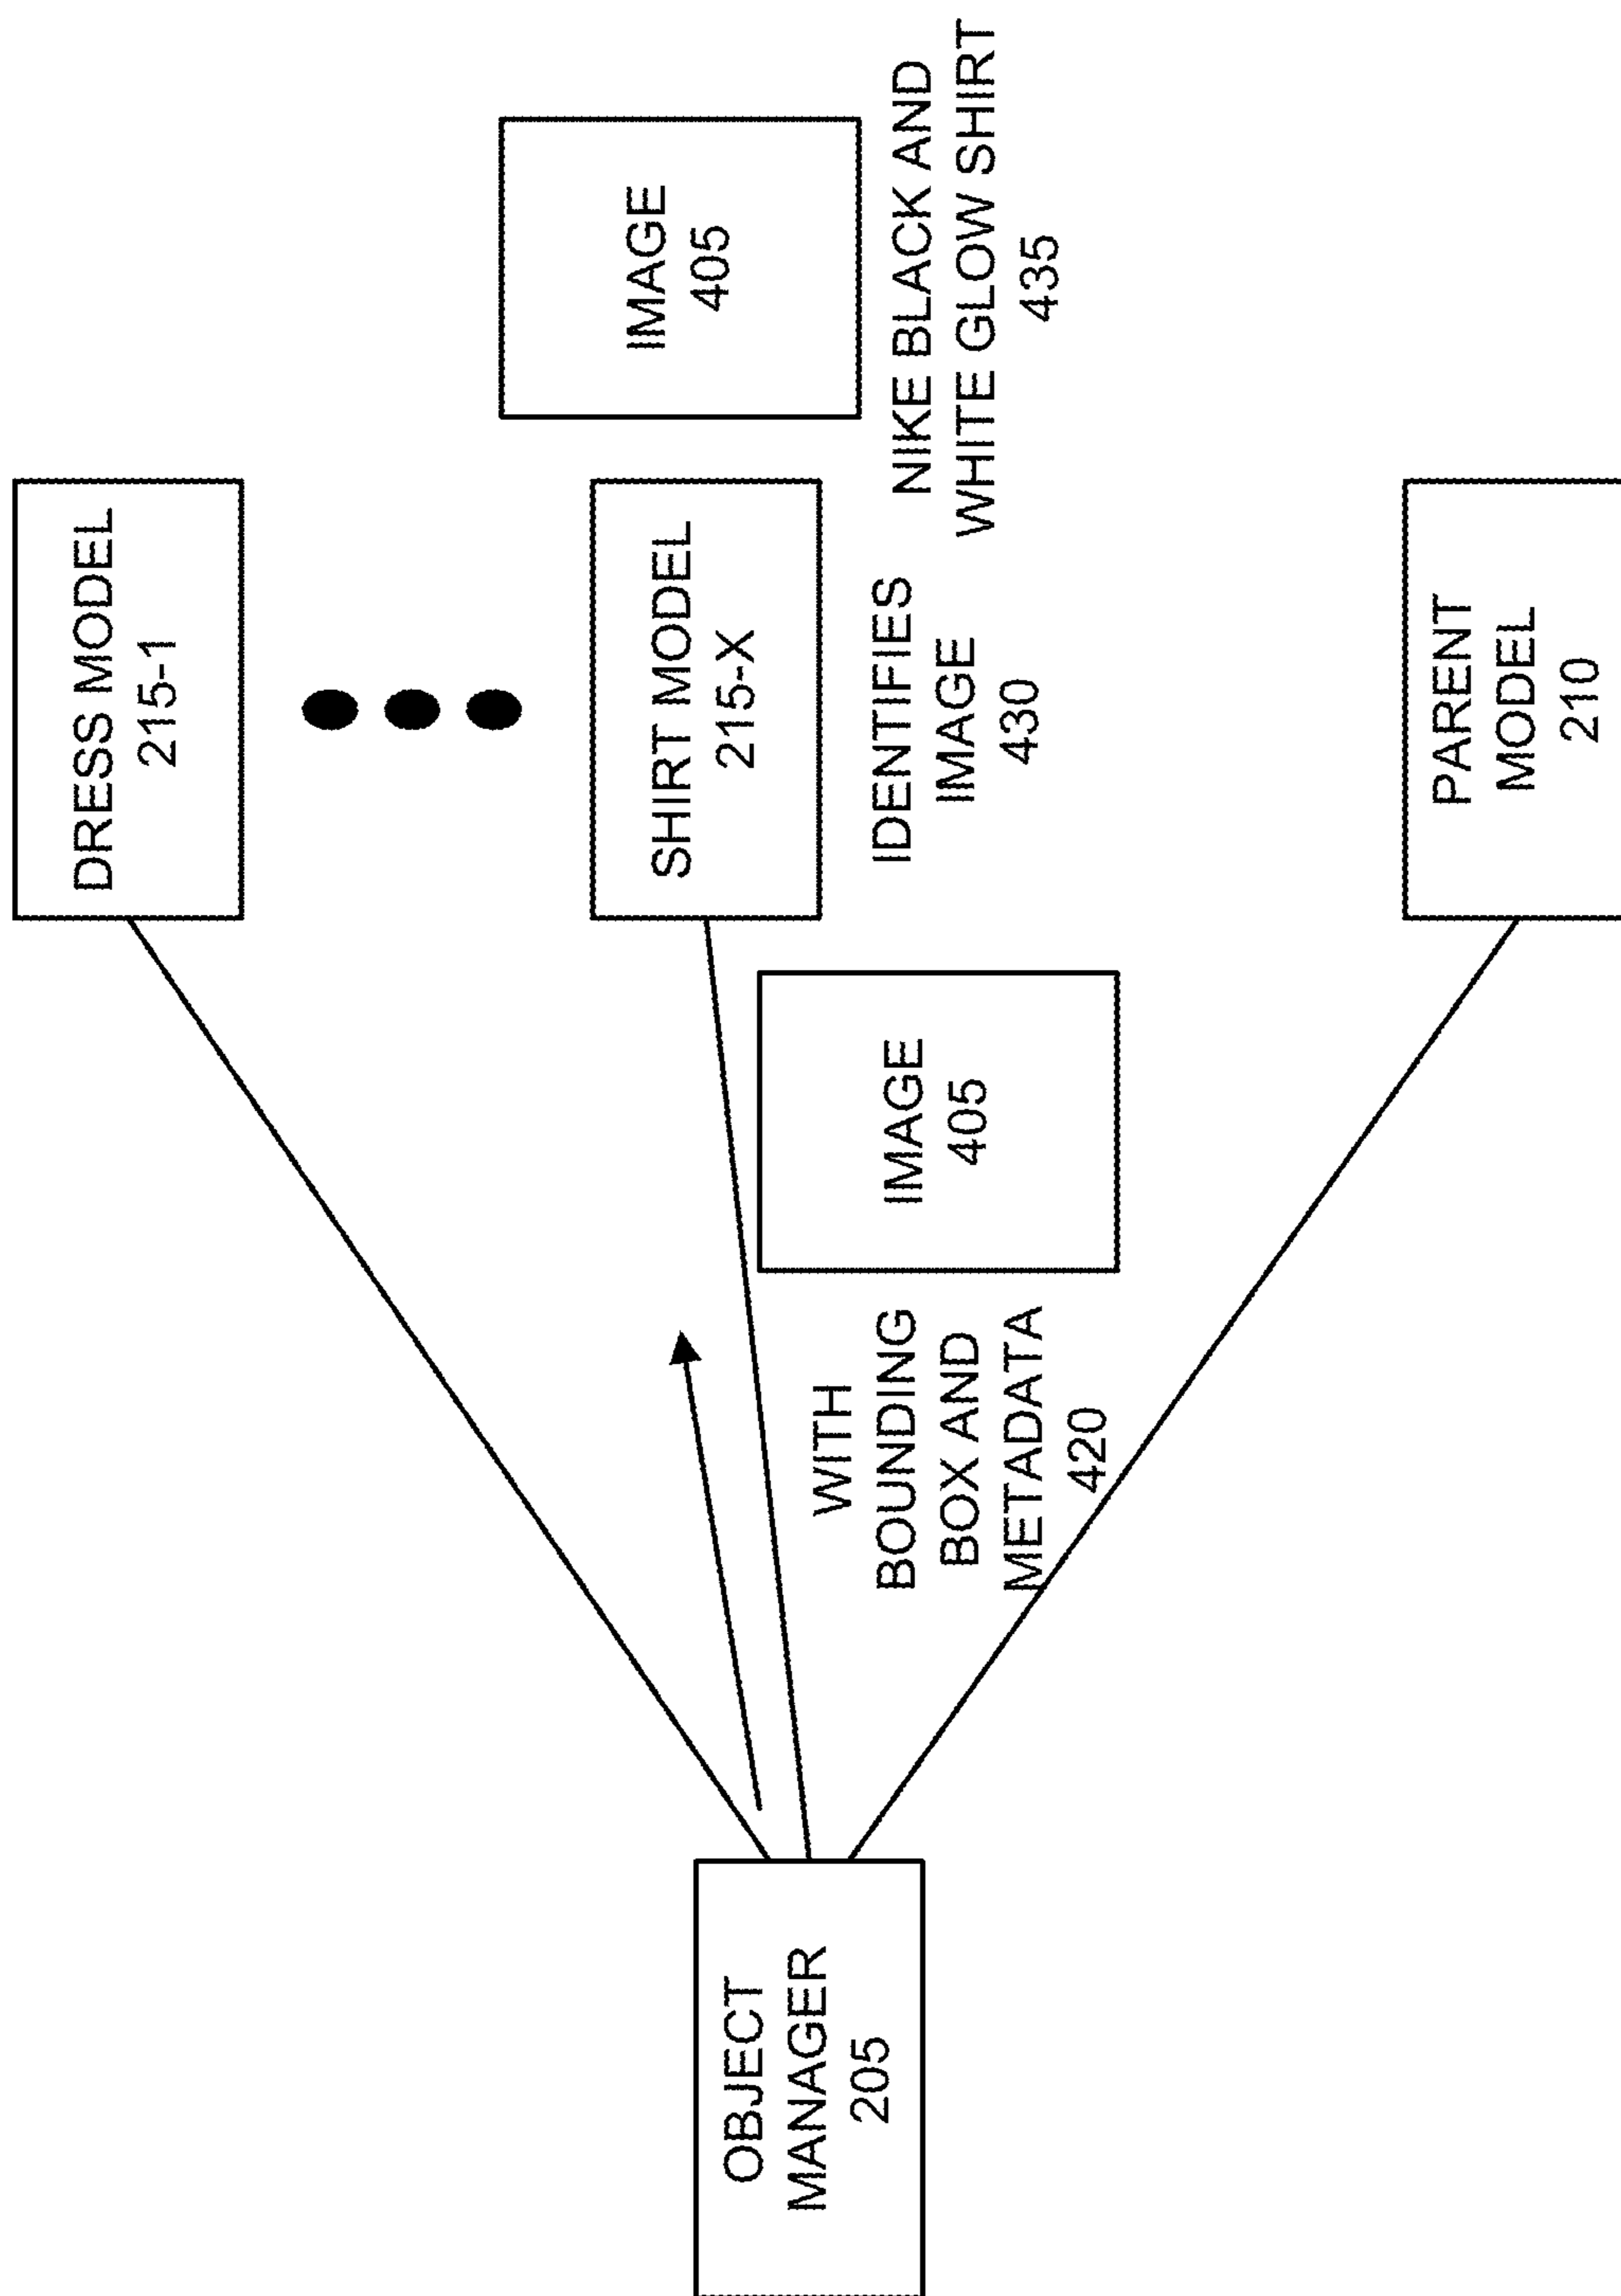 DRESS MODEL
215-1
SHIRT MODEL
215-X
IDENTIFIES
IMAGE
430
IMAGE
405
NIKE BLACK AND
WHITE GLOW SHIRT
435
OBJECT
MANAGER
205
WITH
BOUNDING
BOX AND
METADATA
420
IMAGE
405
PARENT
MODEL
210